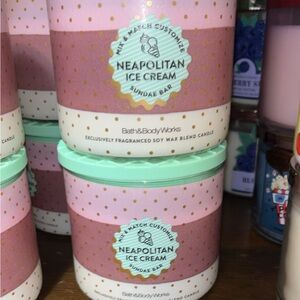 MIX & MATCH CUSTOMIZE
NEAPOLITAN
ICE CREAM
SUNDAE BAR
Bath&BodyWorks
EXCLUSIVELY FRAGRANCED SOY WAX BLEND CANDLE
MIX & MATCH CUSTOMIZE
NEAPOLITAN
ICE CREAM
SUNDAE BAR
Bath&BodyWorks